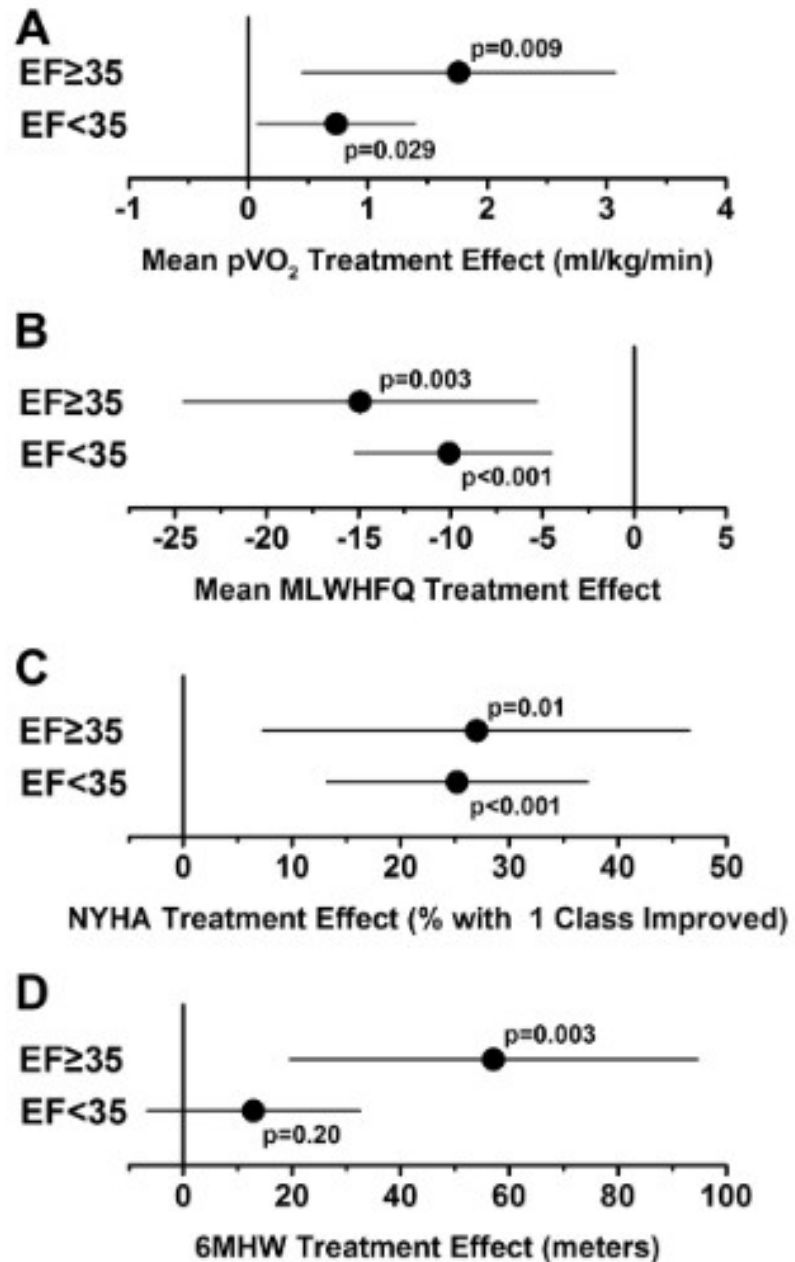 A
EF≥35
p=0.009
EF<35
p=0.029
-1 0 1 2 3 4
Mean pVO₂ Treatment Effect (ml/kg/min)
B
EF≥35
p=0.003
EF<35
p<0.001
-25 -20 -15 -10 -5 0 5
Mean MLWHFQ Treatment Effect
C
EF≥35
p=0.01
EF<35
p<0.001
0 10 20 30 40 50
NYHA Treatment Effect (% with 1 Class Improved)
D
EF≥35
p=0.003
EF<35
p=0.20
0 20 40 60 80 100
6MHW Treatment Effect (meters)